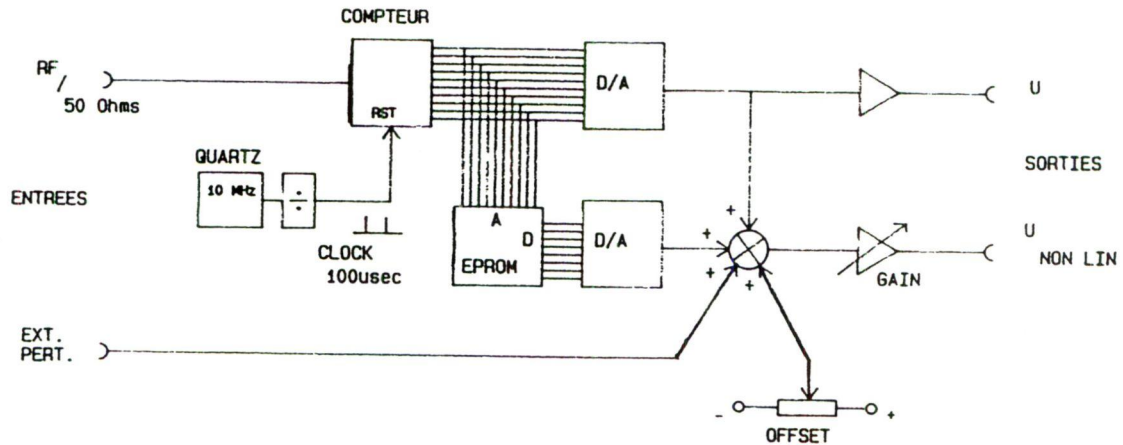 COMPTEUR
RF/
50 Ohms
D/A
U
RST
QUARTZ
10 MHz
÷
SORTIES
ENTREES
A
D
EPROM
D/A
CLOCK
100usec
+
+
+
+
U
NON LIN
GAIN
EXT.
PERT.
-
+
OFFSET